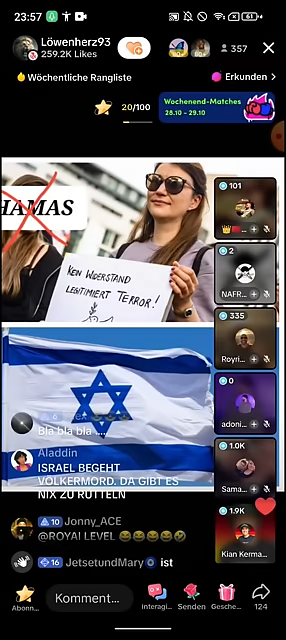 23:57
61
Löwenherz93
259.2K Likes
357
Wöchentliche Rangliste
Erkunden >
20/100
Wochenend-Matches
28.10 - 29.10
HAMAS
KEIN WIDERSTAND
LEGITIMIERT TERROR!
101
2
NAFR...
335
Royri...
0
adoni...
1.0K
Sama...
1.9K
Kian Kerma...
Bla bla bla ...
Aladdin
ISRAEL BEGEHT
VÖLKERMORD. DA GIBT ES
NIX ZU RÜTTELN
10 Jonny_ACE
@ROYAl LEVEL
16 JetsetundMary ist
Abonn...
Komment...
Interagi...
Senden
Gesche...
124